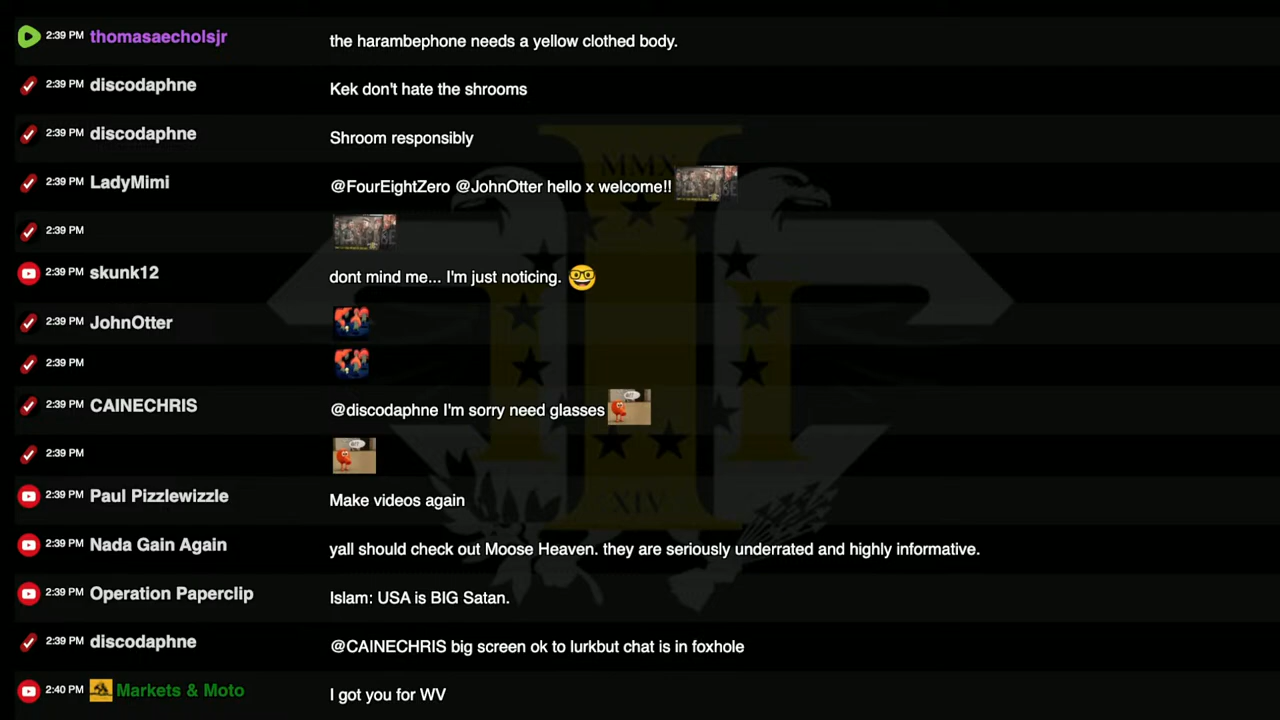 2:39 PM thomasaecholsjr the harambephone needs a yellow clothed body.
2:39 PM discodaphne Kek don't hate the shrooms
2:39 PM discodaphne Shroom responsibly
2:39 PM LadyMimi @FourEightZero @JohnOtter hello x welcome!!
2:39 PM
2:39 PM skunk12 dont mind me... I'm just noticing. 🤓
2:39 PM JohnOtter
2:39 PM
2:39 PM CAINECHRIS @discodaphne I'm sorry need glasses
2:39 PM
2:39 PM Paul Pizzlewizzle Make videos again
2:39 PM Nada Gain Again yall should check out Moose Heaven. they are seriously underrated and highly informative.
2:39 PM Operation Paperclip Islam: USA is BIG Satan.
2:39 PM discodaphne @CAINECHRIS big screen ok to lurkbut chat is in foxhole
2:40 PM Markets & Moto I got you for WV
MMX
XIV